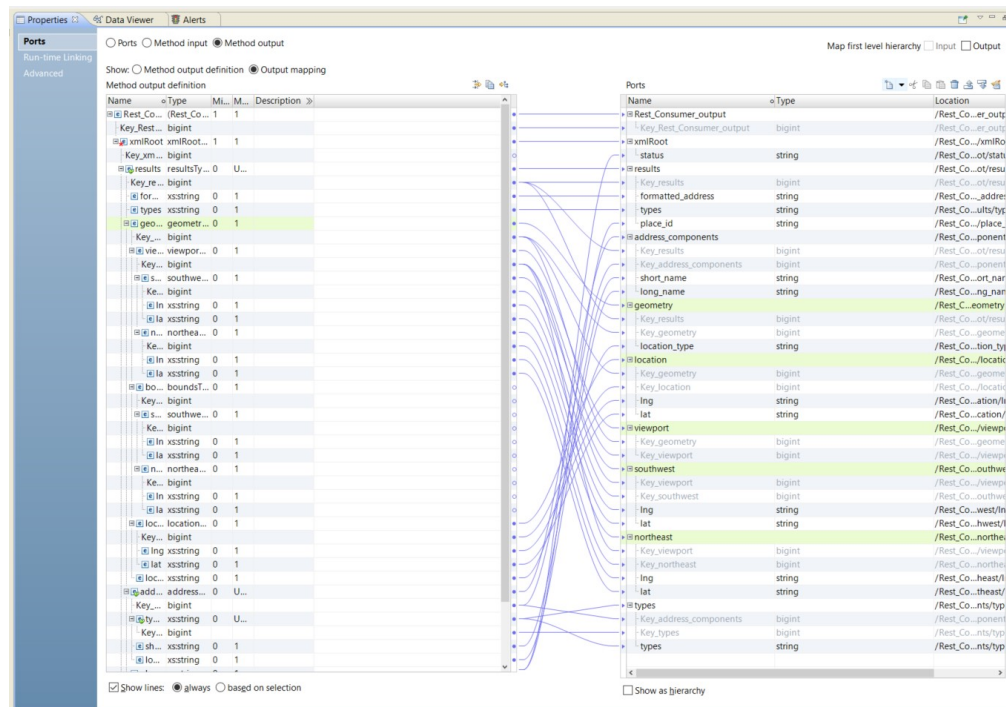 Properties Data Viewer Alerts
Ports
Run-time Linking
Advanced
Ports Method input Method output
Map first level hierarchy Input Output
Show: Method output definition Output mapping
Method output definition
Name Type Mi... M... Description »
Rest_Co... (Rest_Co... 1 1
Key_Rest... bigint
xmlRoot xmlRoot... 1 1
Key_xm... bigint
results resultsTy... 0 U...
Key_re... bigint
for... xs:string 0 1
types xs:string 0 1
geo... geometr... 0 1
Key_... bigint
vie... viewpor... 0 1
Key... bigint
s... southwe... 0 1
Ke... bigint
ln xs:string 0 1
la xs:string 0 1
n... northea... 0 1
Ke... bigint
ln xs:string 0 1
la xs:string 0 1
bo... boundsT... 0 1
Key... bigint
s... southwe... 0 1
Ke... bigint
ln xs:string 0 1
la xs:string 0 1
n... northea... 0 1
Ke... bigint
ln xs:string 0 1
la xs:string 0 1
loc... location... 0 1
Key... bigint
lng xs:string 0 1
lat xs:string 0 1
loc... xs:string 0 1
add... address... 0 U...
Key_... bigint
ty... xs:string 0 U...
Key... bigint
sh... xs:string 0 1
lo... xs:string 0 1
Show lines: always based on selection
Ports
Name Type Location
Rest_Consumer_output /Rest_Co...er_outp
Key_Rest_Consumer_output bigint /Rest_Co...er_outp
xmlRoot /Rest_Co.../xmlRo
status string /Rest_Co...ot/statu
results /Rest_Co...ot/resu
Key_results bigint /Rest_Co...ot/resu
formatted_address string /Rest_Co..._addres
types string /Rest_Co...ults/typ
place_id string /Rest_Co.../place_
address_components /Rest_Co...ponent
Key_results bigint /Rest_Co...ot/resu
Key_address_components bigint /Rest_Co...ponent
short_name string /Rest_Co...ort_nar
long_name string /Rest_Co...ng_nan
geometry /Rest_C...eometry
Key_results bigint /Rest_Co...ot/resu
Key_geometry bigint /Rest_Co...geome
location_type string /Rest_Co...tion_typ
location /Rest_Co.../locatio
Key_geometry bigint /Rest_Co...geome
Key_location bigint /Rest_Co.../locatio
lng string /Rest_Co...ation/l
lat string /Rest_Co...cation/
viewport /Rest_Co.../viewpo
Key_geometry bigint /Rest_Co...geome
Key_viewport bigint /Rest_Co.../viewpo
southwest /Rest_Co...outhwe
Key_viewport bigint /Rest_Co.../viewpo
Key_southwest bigint /Rest_Co...outhwe
lng string /Rest_Co...west/ln
lat string /Rest_Co...hwest/l
northeast /Rest_Co...northea
Key_viewport bigint /Rest_Co.../viewpo
Key_northeast bigint /Rest_Co...northea
lng string /Rest_Co...heast/l
lat string /Rest_Co...theast/
types /Rest_Co...nts/typ
Key_address_components bigint /Rest_Co...ponent
Key_types bigint /Rest_Co...nts/typ
types string /Rest_Co...nts/typ
Show as hierarchy